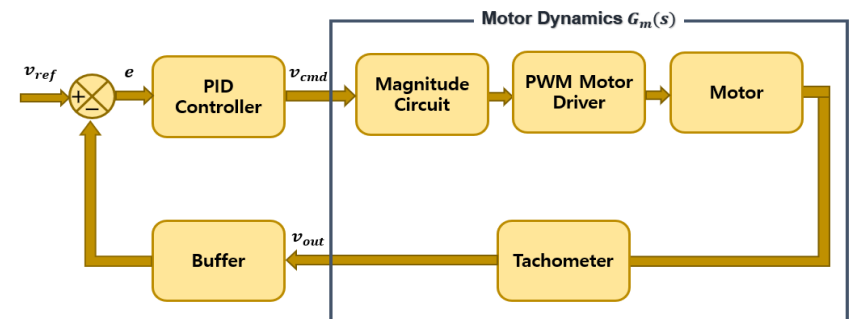 Motor Dynamics G_m(s)
v_ref
e
PID
Controller
v_cmd
Magnitude
Circuit
PWM Motor
Driver
Motor
+
−
Buffer
v_out
Tachometer